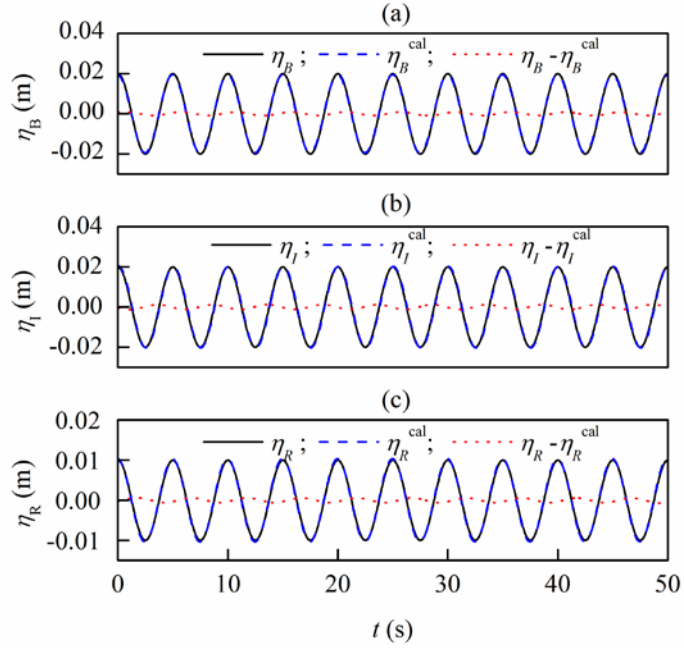 (a)
0.04
η_B ; η_B^cal ; η_B - η_B^cal
0.02
0.00
-0.02
η_B (m)
(b)
0.04
η_I ; η_I^cal ; η_I - η_I^cal
0.02
0.00
-0.02
η_I (m)
(c)
0.02
η_R ; η_R^cal ; η_R - η_R^cal
0.01
0.00
-0.01
η_R (m)
0 10 20 30 40 50
t (s)